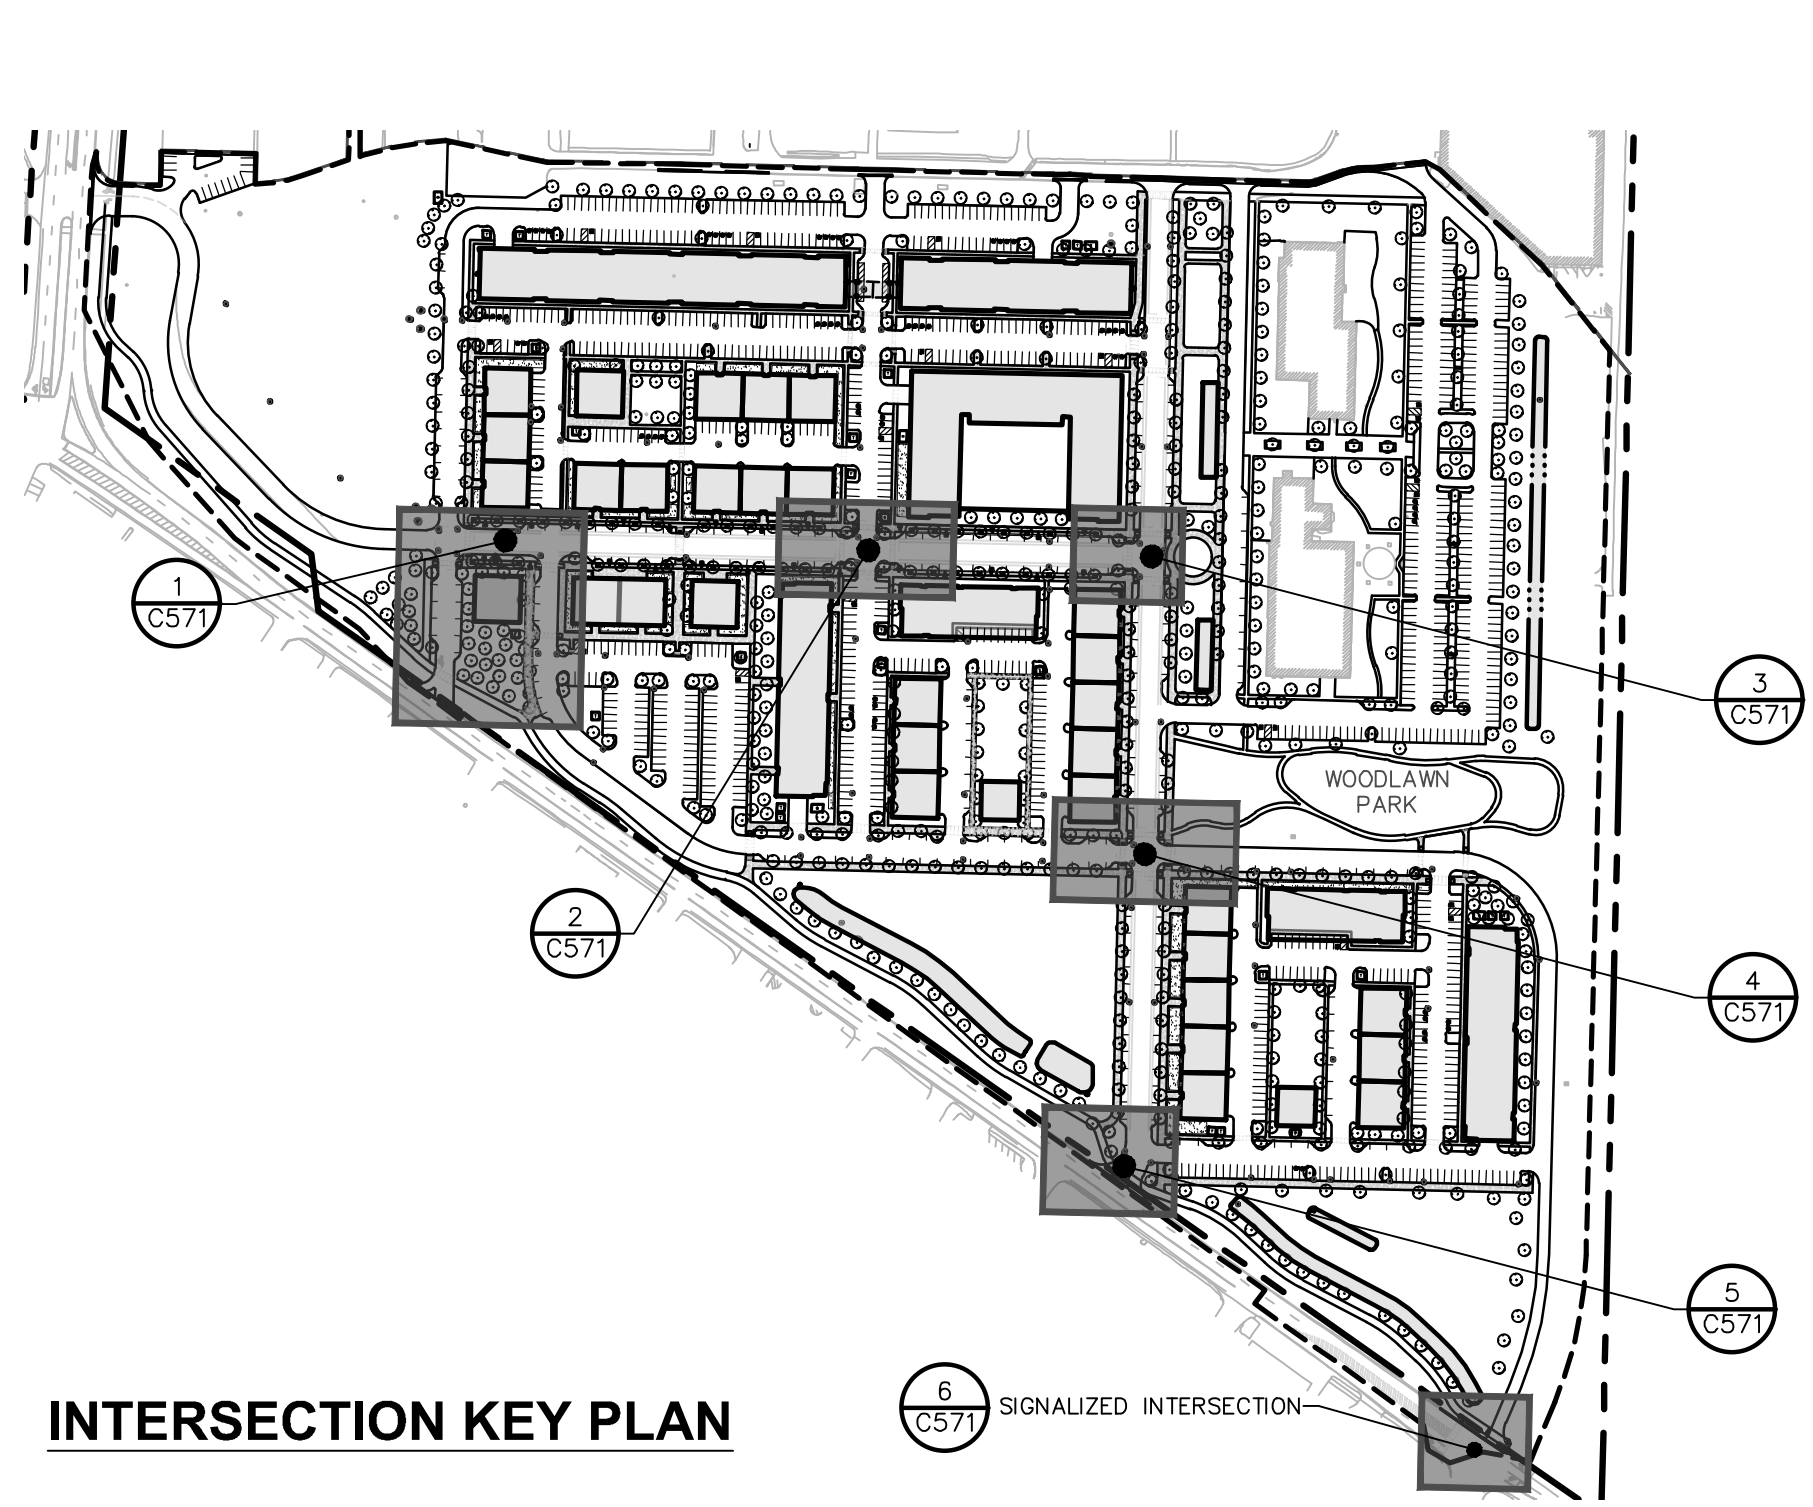 1
C571
3
C571
WOODLAWN
PARK
2
C571
4
C571
5
C571
6
C571
SIGNALIZED INTERSECTION
INTERSECTION KEY PLAN